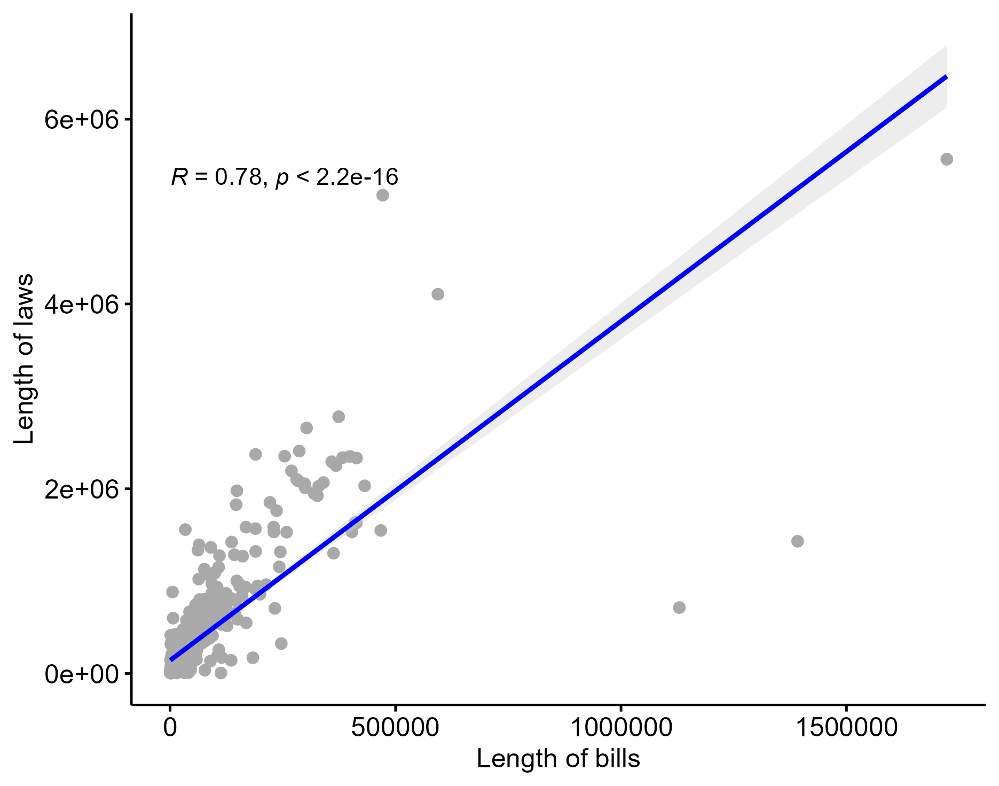 6e+06
R = 0.78, p < 2.2e-16
4e+06
Length of laws
2e+06
0e+00
0 500000 1000000 1500000
Length of bills